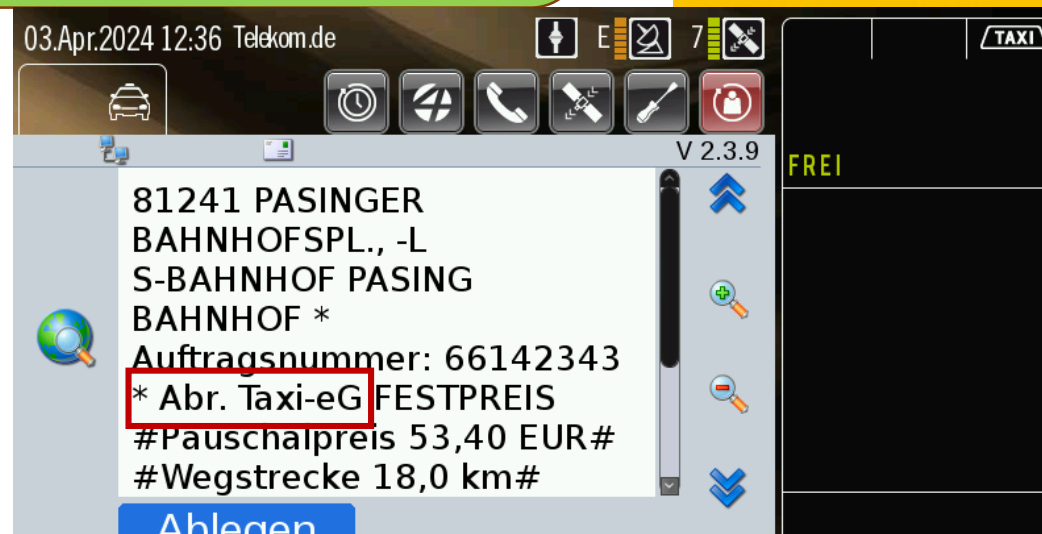 03.Apr.2024 12:36 Telekom.de E 7
TAXI
V 2.3.9
FREI
81241 PASINGER
BAHNHOFSPL., -L
S-BAHNHOF PASING
BAHNHOF *
Auftragsnummer: 66142343
* Abr. Taxi-eG FESTPREIS
#Pauschalpreis 53,40 EUR#
#Wegstrecke 18,0 km#
Ablegen